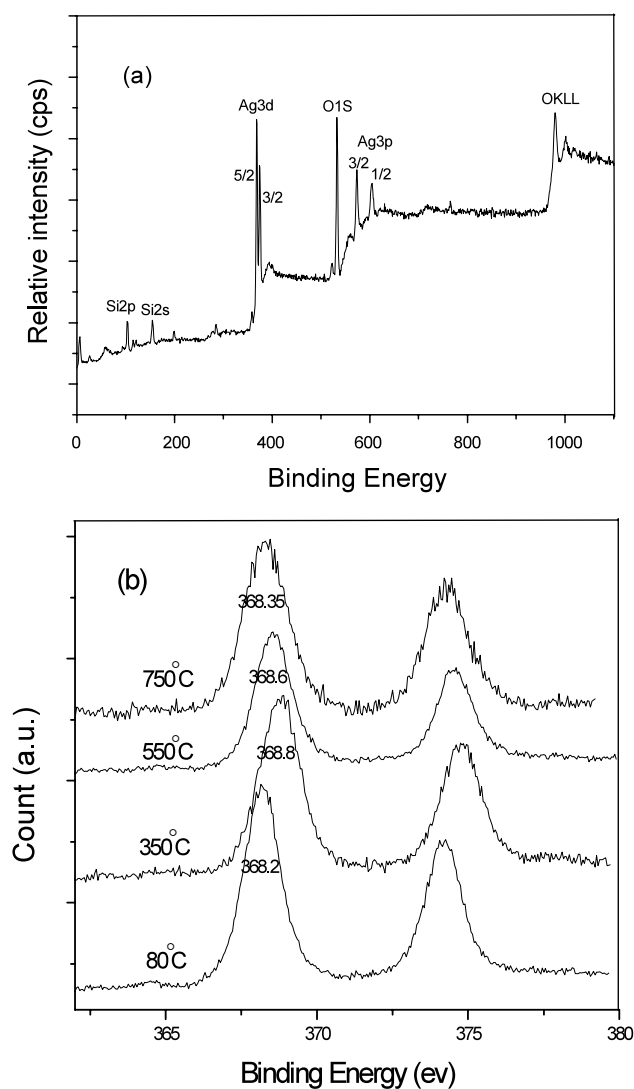 (a)
Relative intensity (cps)
Ag3d
5/2
3/2
O1S
Ag3p
3/2
1/2
OKLL
Si2p
Si2s
0
200
400
600
800
1000
Binding Energy
(b)
Count (a.u.)
368.35
750°C
368.6
550°C
368.8
350°C
368.2
80°C
365
370
375
380
Binding Energy (ev)